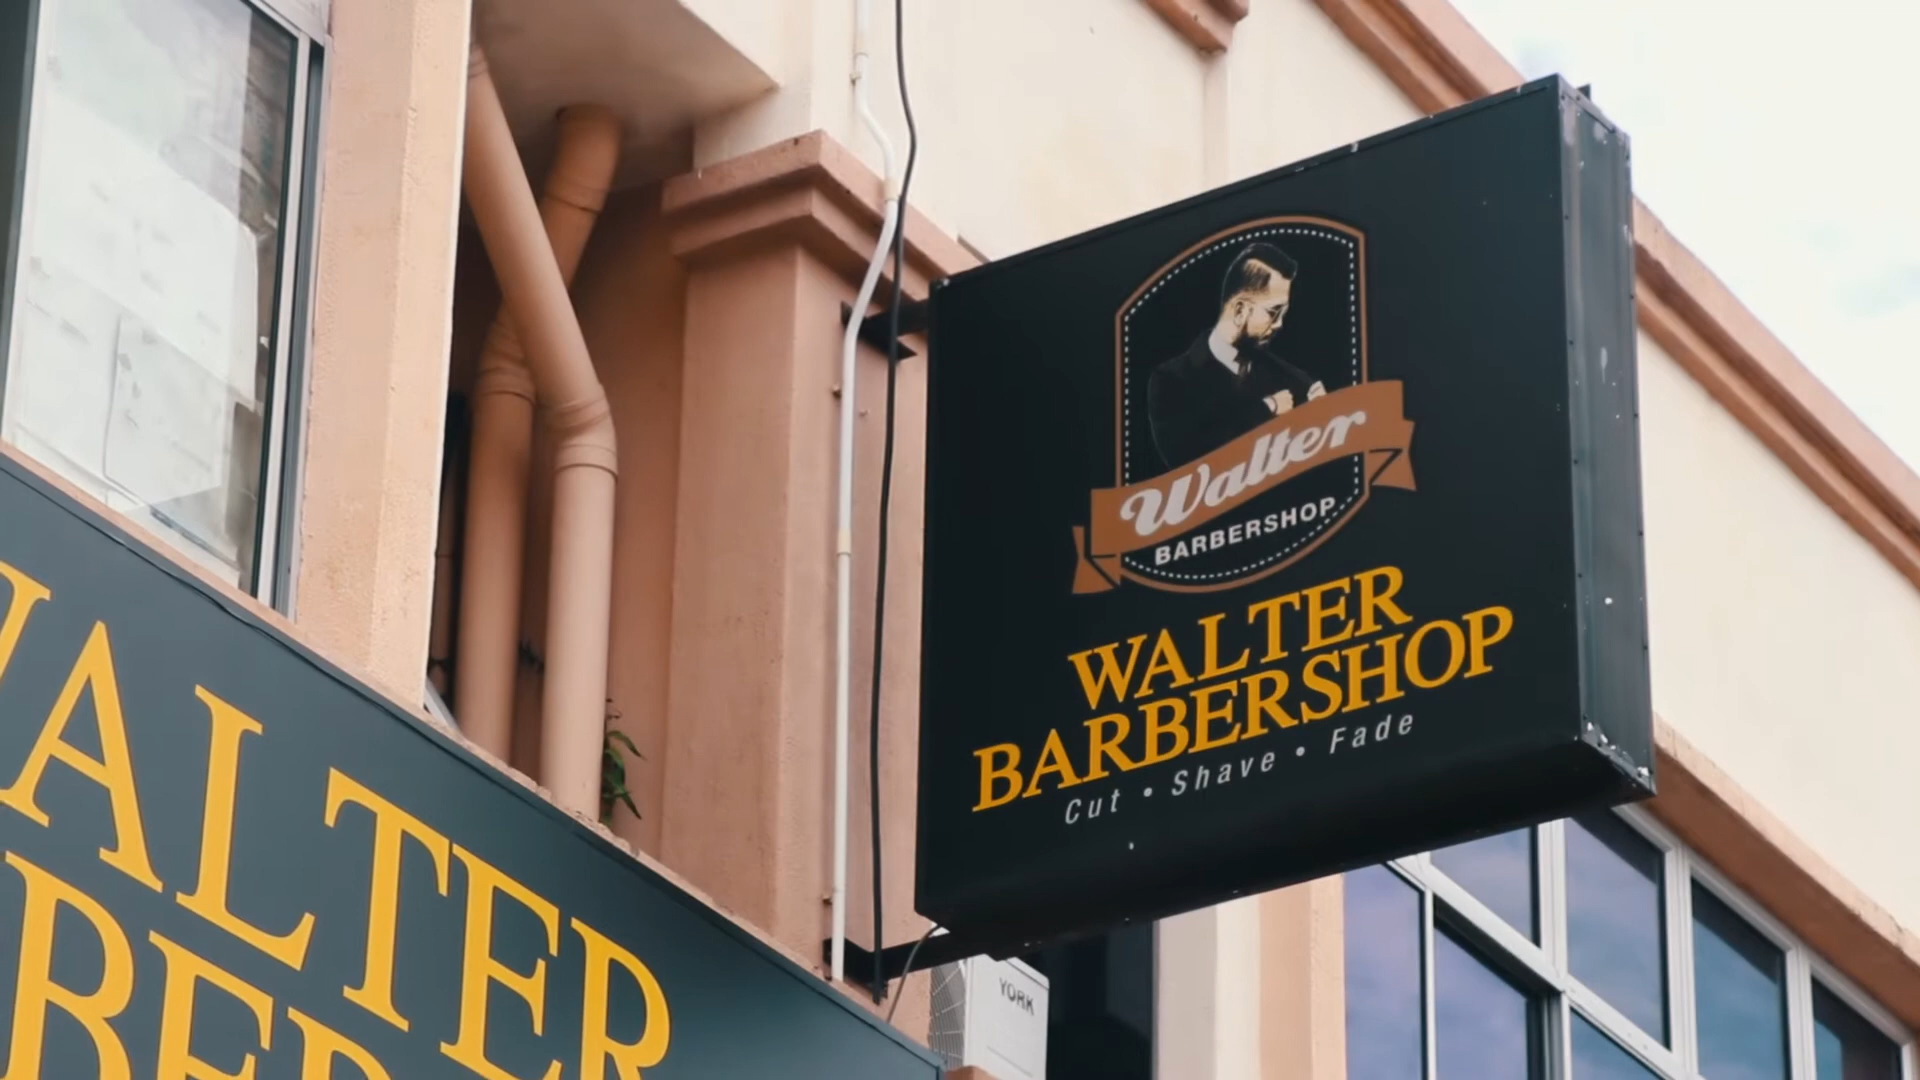 Walter
BARBERSHOP
WALTER
BARBERSHOP
Cut • Shave • Fade
YORK
WALTER